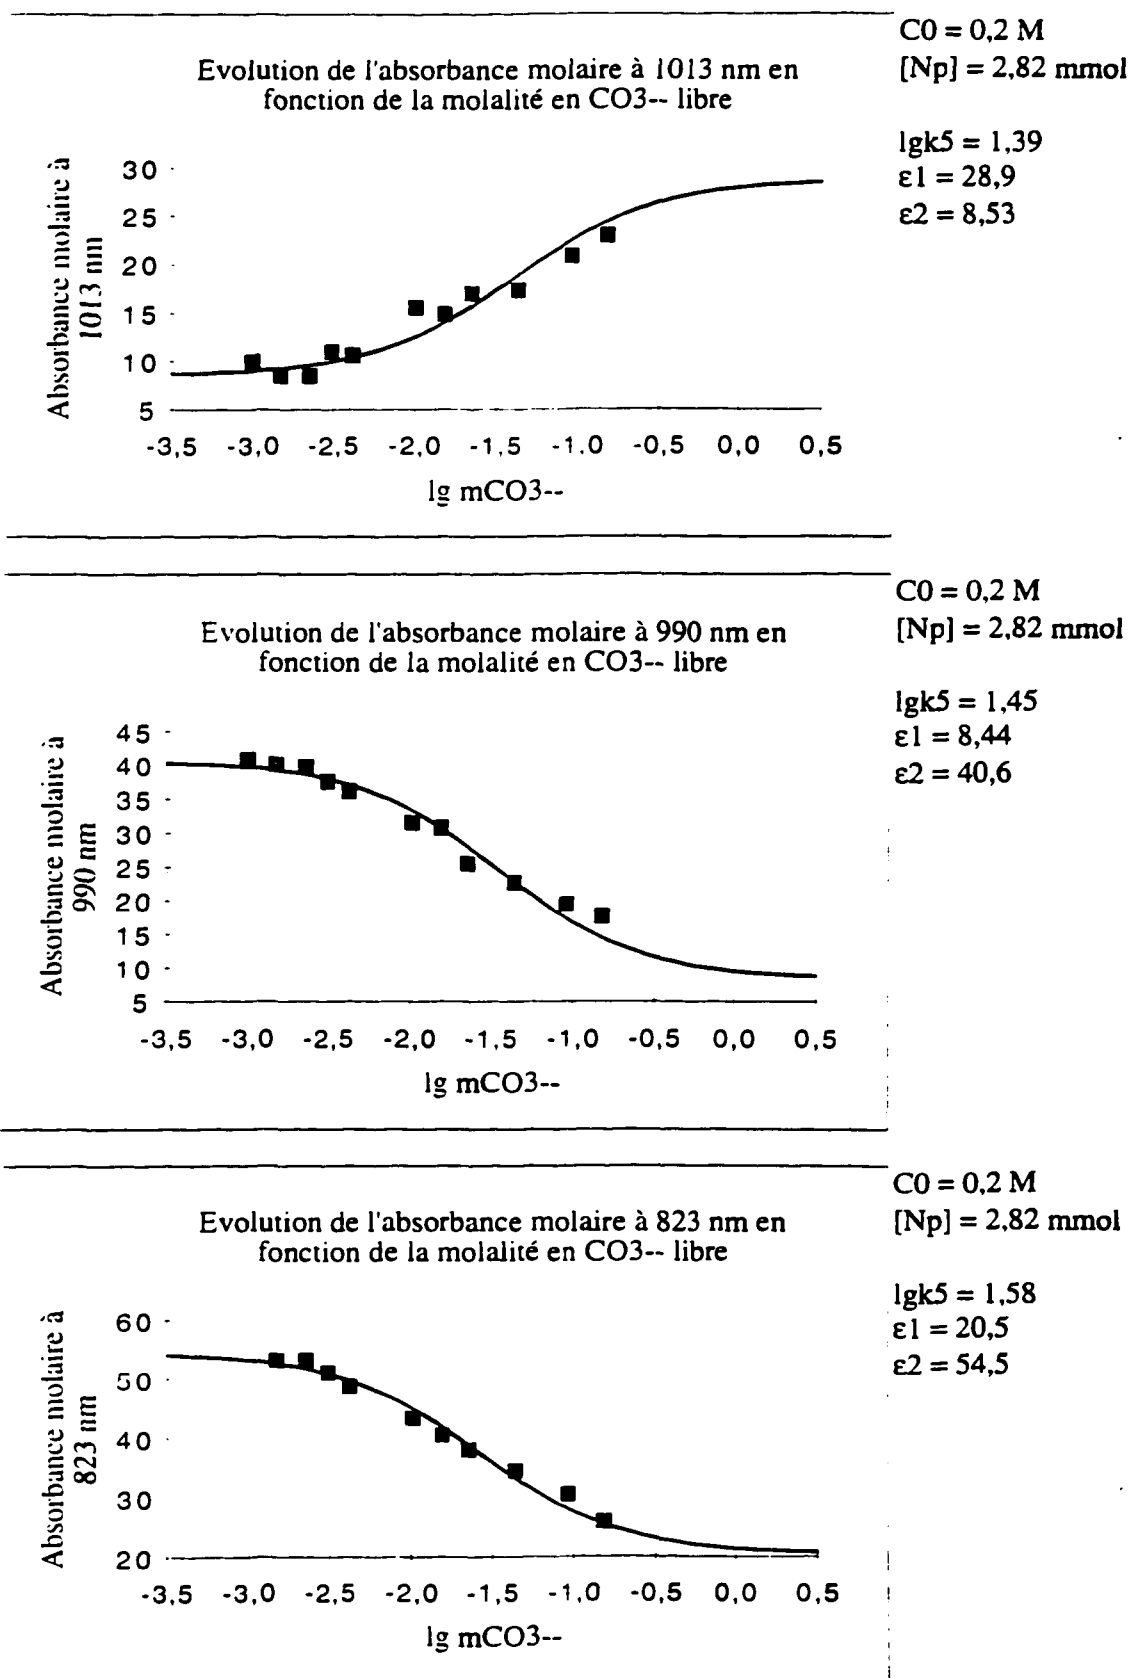 C0 = 0,2 M
[Np] = 2,82 mmol
Evolution de l'absorbance molaire à 1013 nm en
fonction de la molalité en CO3-- libre
lgk5 = 1,39
ε1 = 28,9
ε2 = 8,53
Absorbance molaire à
1013 nm
30
25
20
15
10
5
-3,5 -3,0 -2,5 -2,0 -1,5 -1,0 -0,5 0,0 0,5
lg mCO3--
C0 = 0,2 M
[Np] = 2,82 mmol
Evolution de l'absorbance molaire à 990 nm en
fonction de la molalité en CO3-- libre
lgk5 = 1,45
ε1 = 8,44
ε2 = 40,6
Absorbance molaire à
990 nm
45
40
35
30
25
20
15
10
5
-3,5 -3,0 -2,5 -2,0 -1,5 -1,0 -0,5 0,0 0,5
lg mCO3--
C0 = 0,2 M
[Np] = 2,82 mmol
Evolution de l'absorbance molaire à 823 nm en
fonction de la molalité en CO3-- libre
lgk5 = 1,58
ε1 = 20,5
ε2 = 54,5
Absorbance molaire à
823 nm
60
50
40
30
20
-3,5 -3,0 -2,5 -2,0 -1,5 -1,0 -0,5 0,0 0,5
lg mCO3--